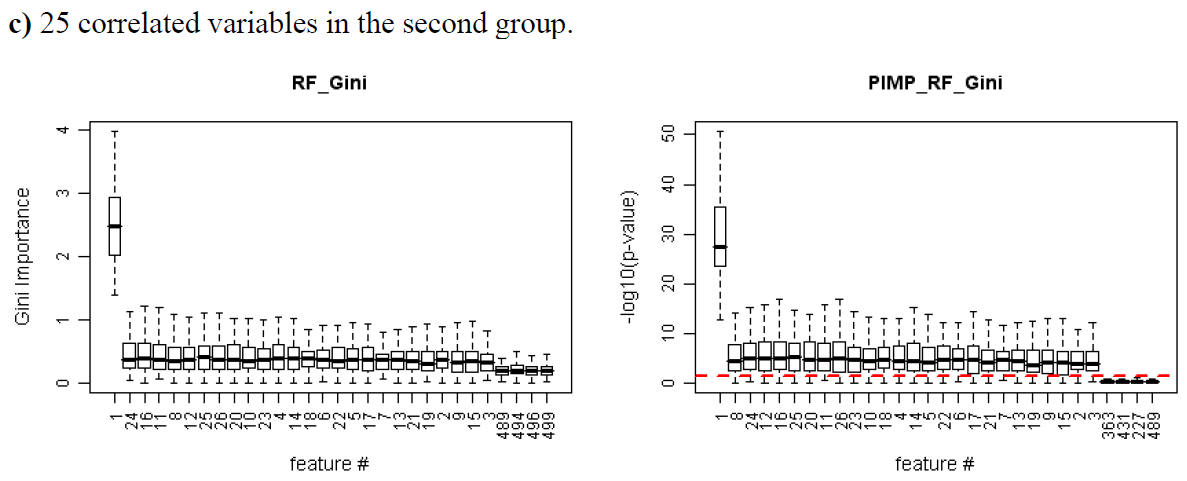 c) 25 correlated variables in the second group.
RF_Gini
Gini Importance
4
3
2
1
0
1 24 16 11 8 12 25 26 20 10 23 4 14 18 6 22 5 17 7 13 21 19 2 9 15 3 489 494 496
feature #
PIMP_RF_Gini
-log10(p-value)
50
40
30
20
10
0
1 8 24 12 16 25 20 11 26 23 10 18 4 14 5 22 6 17 21 7 13 19 9 15 2 3 363 431 227 489
feature #